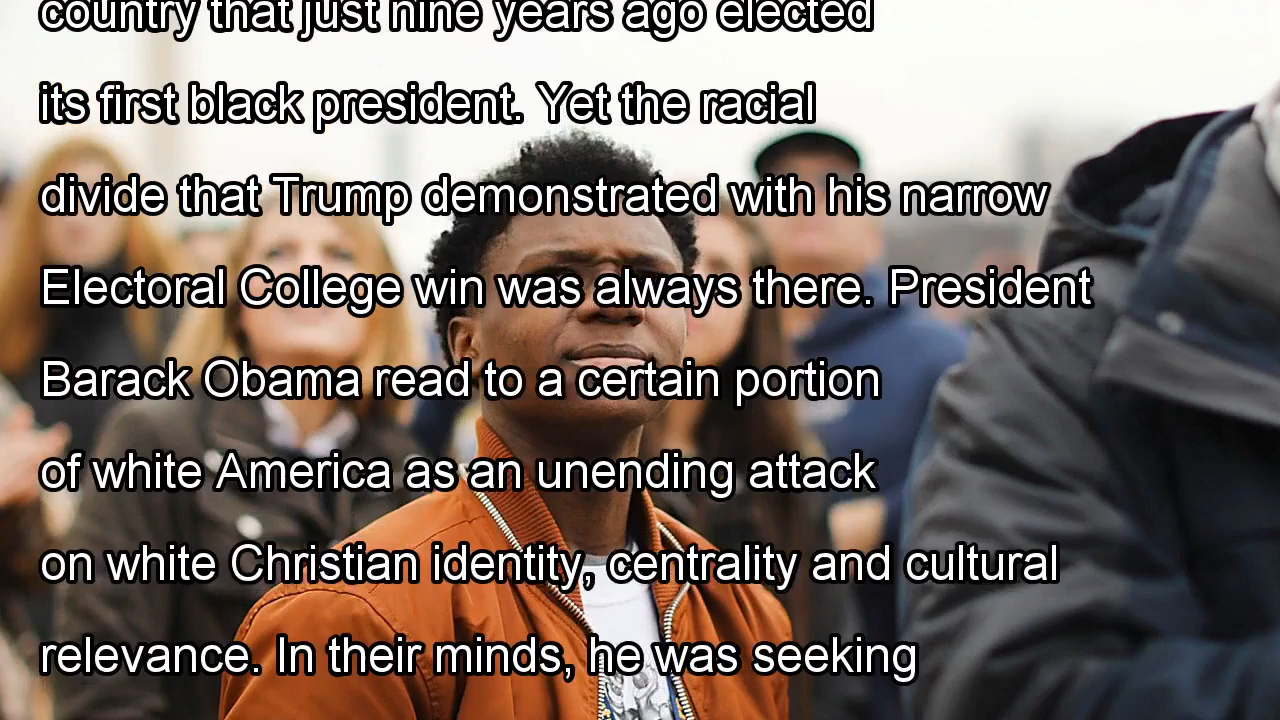 country that just nine years ago elected
its first black president. Yet the racial
divide that Trump demonstrated with his narrow
Electoral College win was always there. President
Barack Obama read to a certain portion
of white America as an unending attack
on white Christian identity, centrality and cultural
relevance. In their minds, he was seeking